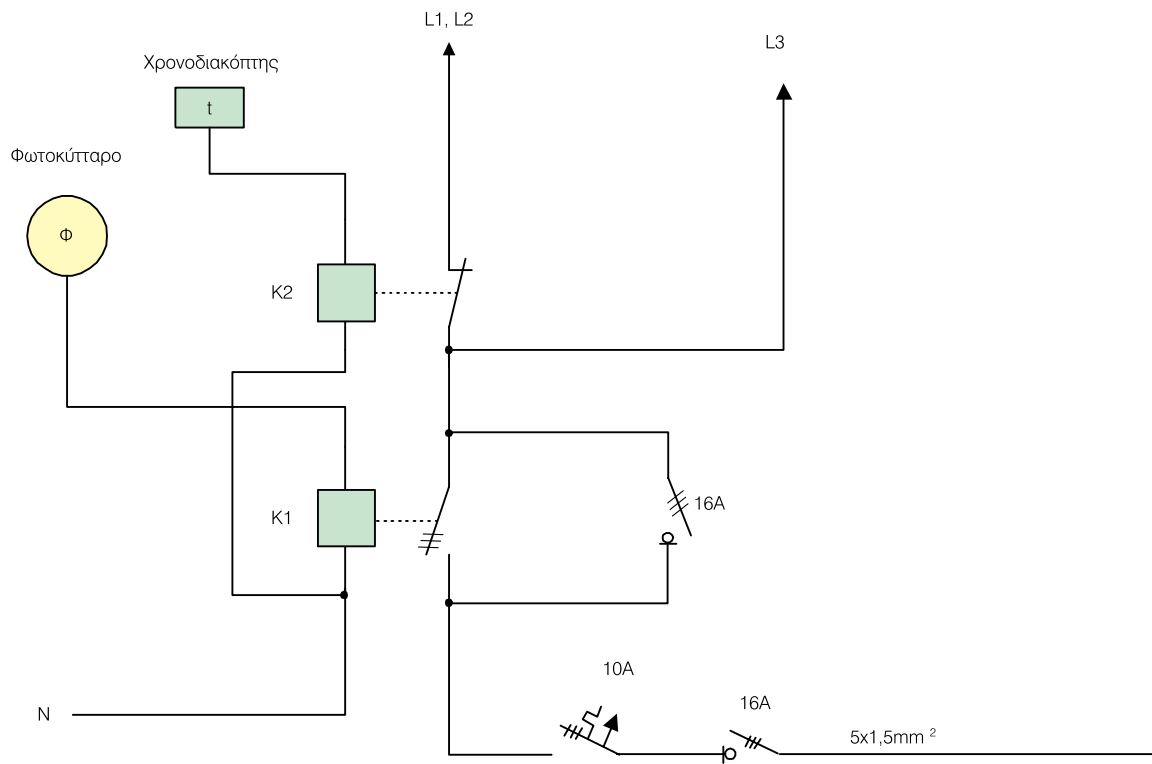 L1, L2
L3
Χρονοδιακόπτης
t
Φωτοκύτταρο
Φ
K2
16A
K1
10A
16A
N
5x1,5mm ²